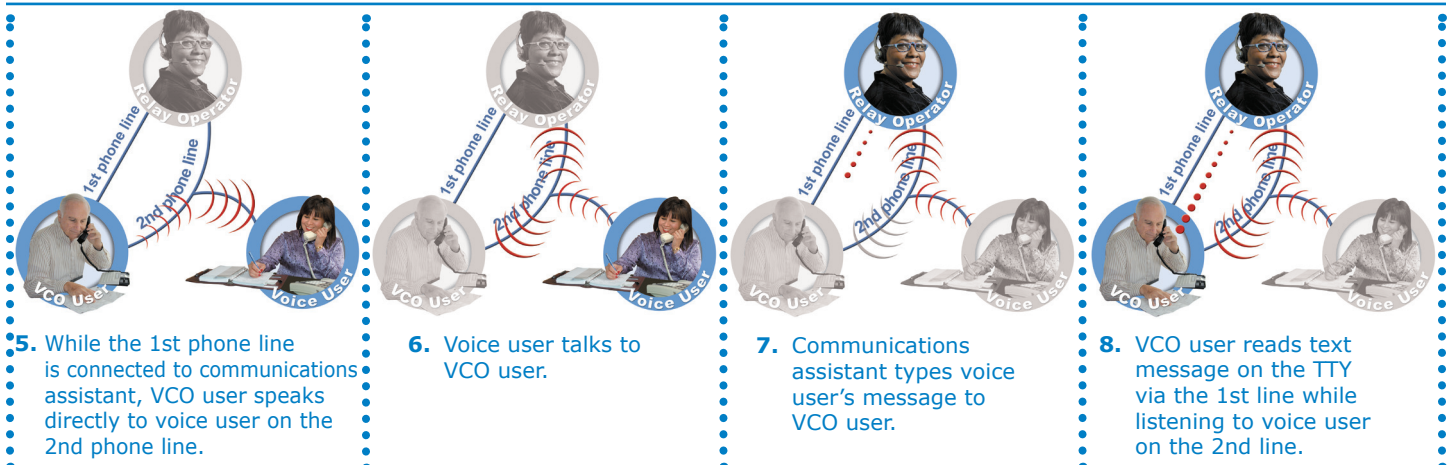 Relay Operator
1st phone line
2nd phone line
VCO User
Voice User
5. While the 1st phone line
is connected to communications
assistant, VCO user speaks
directly to voice user on the
2nd phone line.
Relay Operator
1st phone line
2nd phone line
VCO User
Voice User
6. Voice user talks to
VCO user.
Relay Operator
1st phone line
2nd phone line
VCO User
Voice User
7. Communications
assistant types voice
user’s message to
VCO user.
Relay Operator
1st phone line
2nd phone line
VCO User
Voice User
8. VCO user reads text
message on the TTY
via the 1st line while
listening to voice user
on the 2nd line.